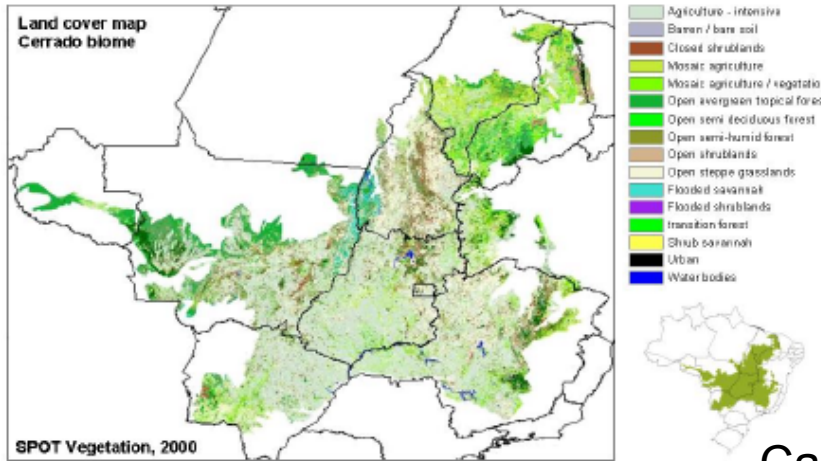 Land cover map
Cerrado biome
SPOT Vegetation, 2000
Agriculture - intensive
Barren / bare soil
Closed shrublands
Mosaic agriculture
Mosaic agriculture / vegetatio
Open evergreen tropical fores
Open semi deciduous forest
Open semi-humid forest
Open shrublands
Open steppe grasslands
Flooded savannah
Flooded shrublands
transition forest
Shrub savannah
Urban
Water bodies